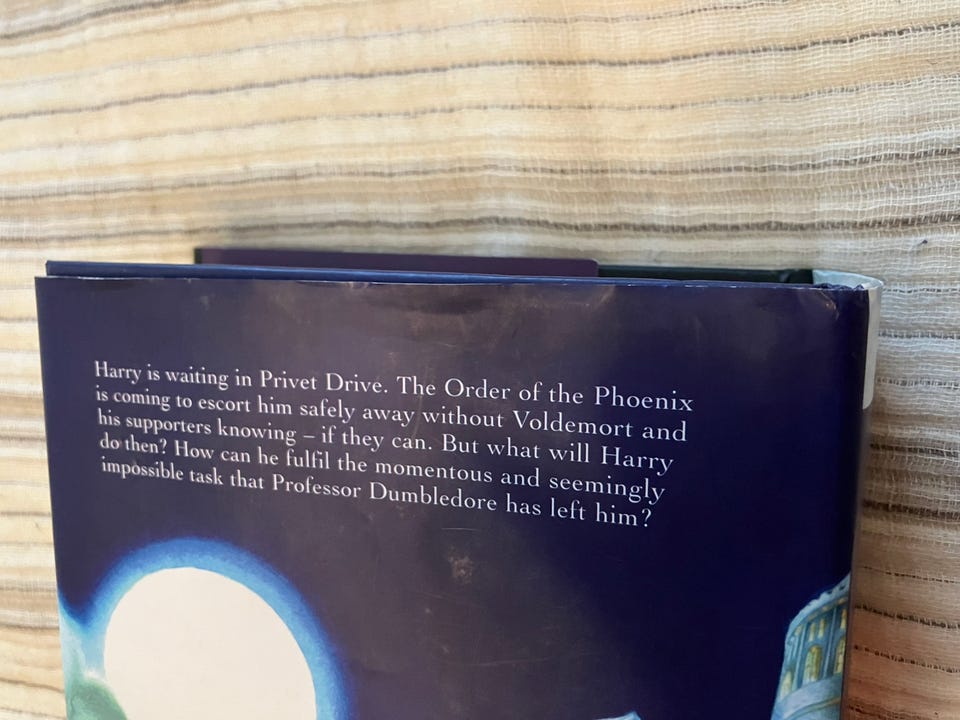 Harry is waiting in Privet Drive. The Order of the Phoenix
is coming to escort him safely away without Voldemort and
his supporters knowing – if they can. But what will Harry
do then? How can he fulfil the momentous and seemingly
impossible task that Professor Dumbledore has left him?